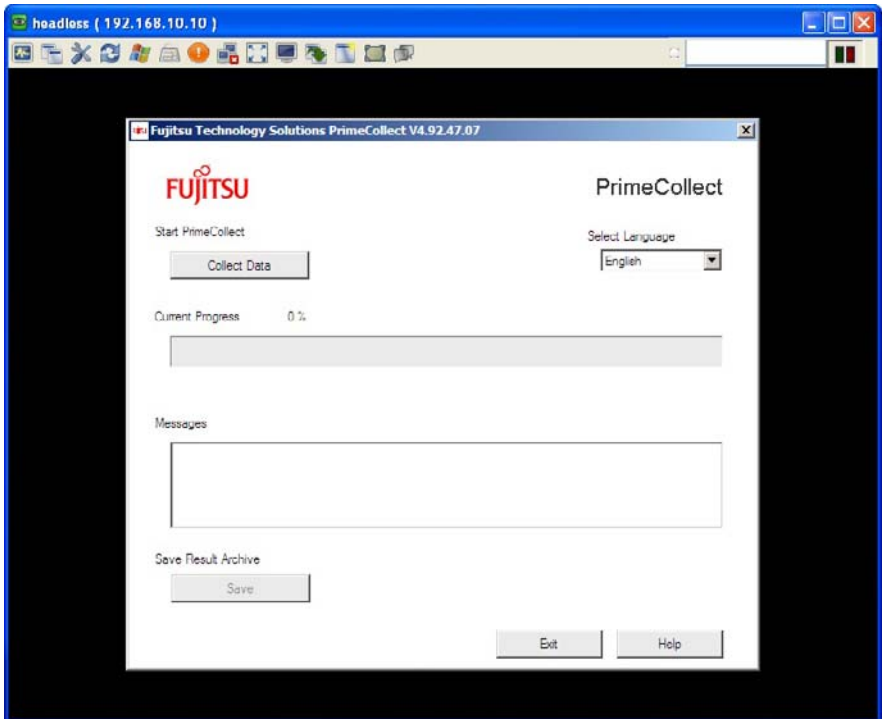 headless ( 192.168.10.10 )
Fujitsu Technology Solutions PrimeCollect V4.92.47.07
FUJITSU
PrimeCollect
Start PrimeCollect
Select Language
Collect Data
English
Current Progress 0 %
Messages
Save Result Archive
Save
Exit
Help